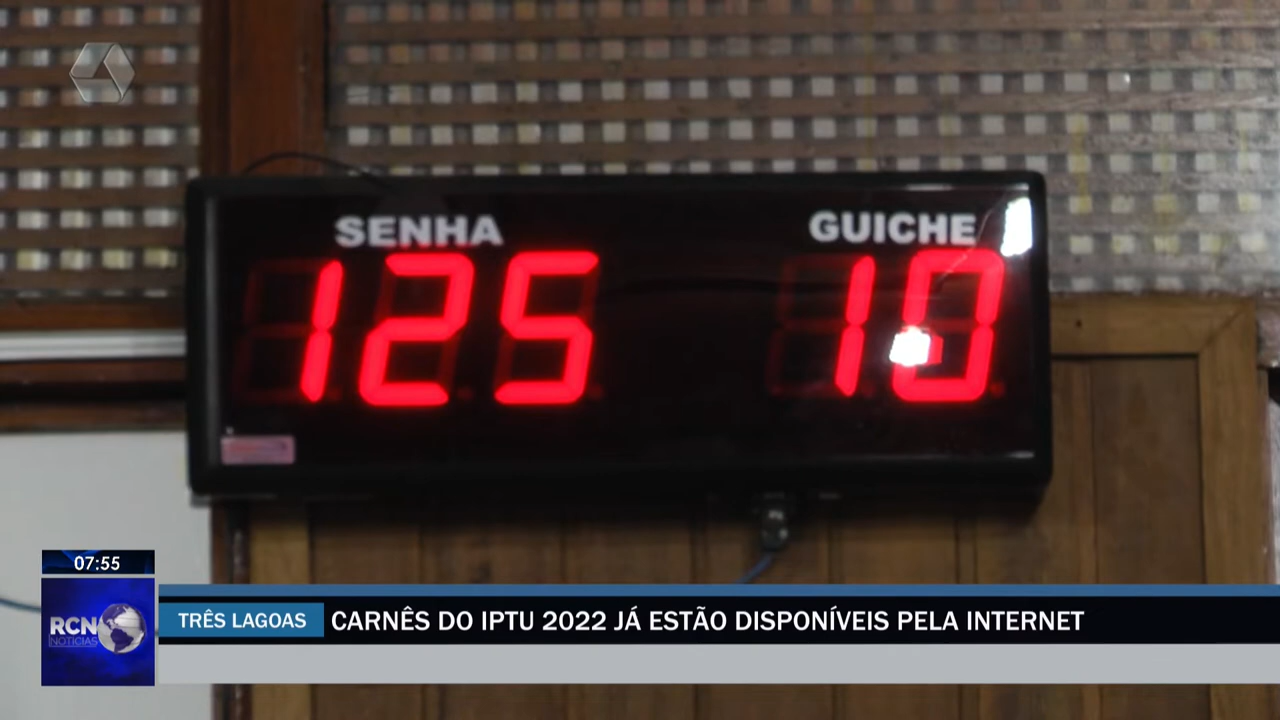 SENHA GUICHE
125 10
07:55
RCN
NOTÍCIAS
TRÊS LAGOAS CARNÊS DO IPTU 2022 JÁ ESTÃO DISPONÍVEIS PELA INTERNET